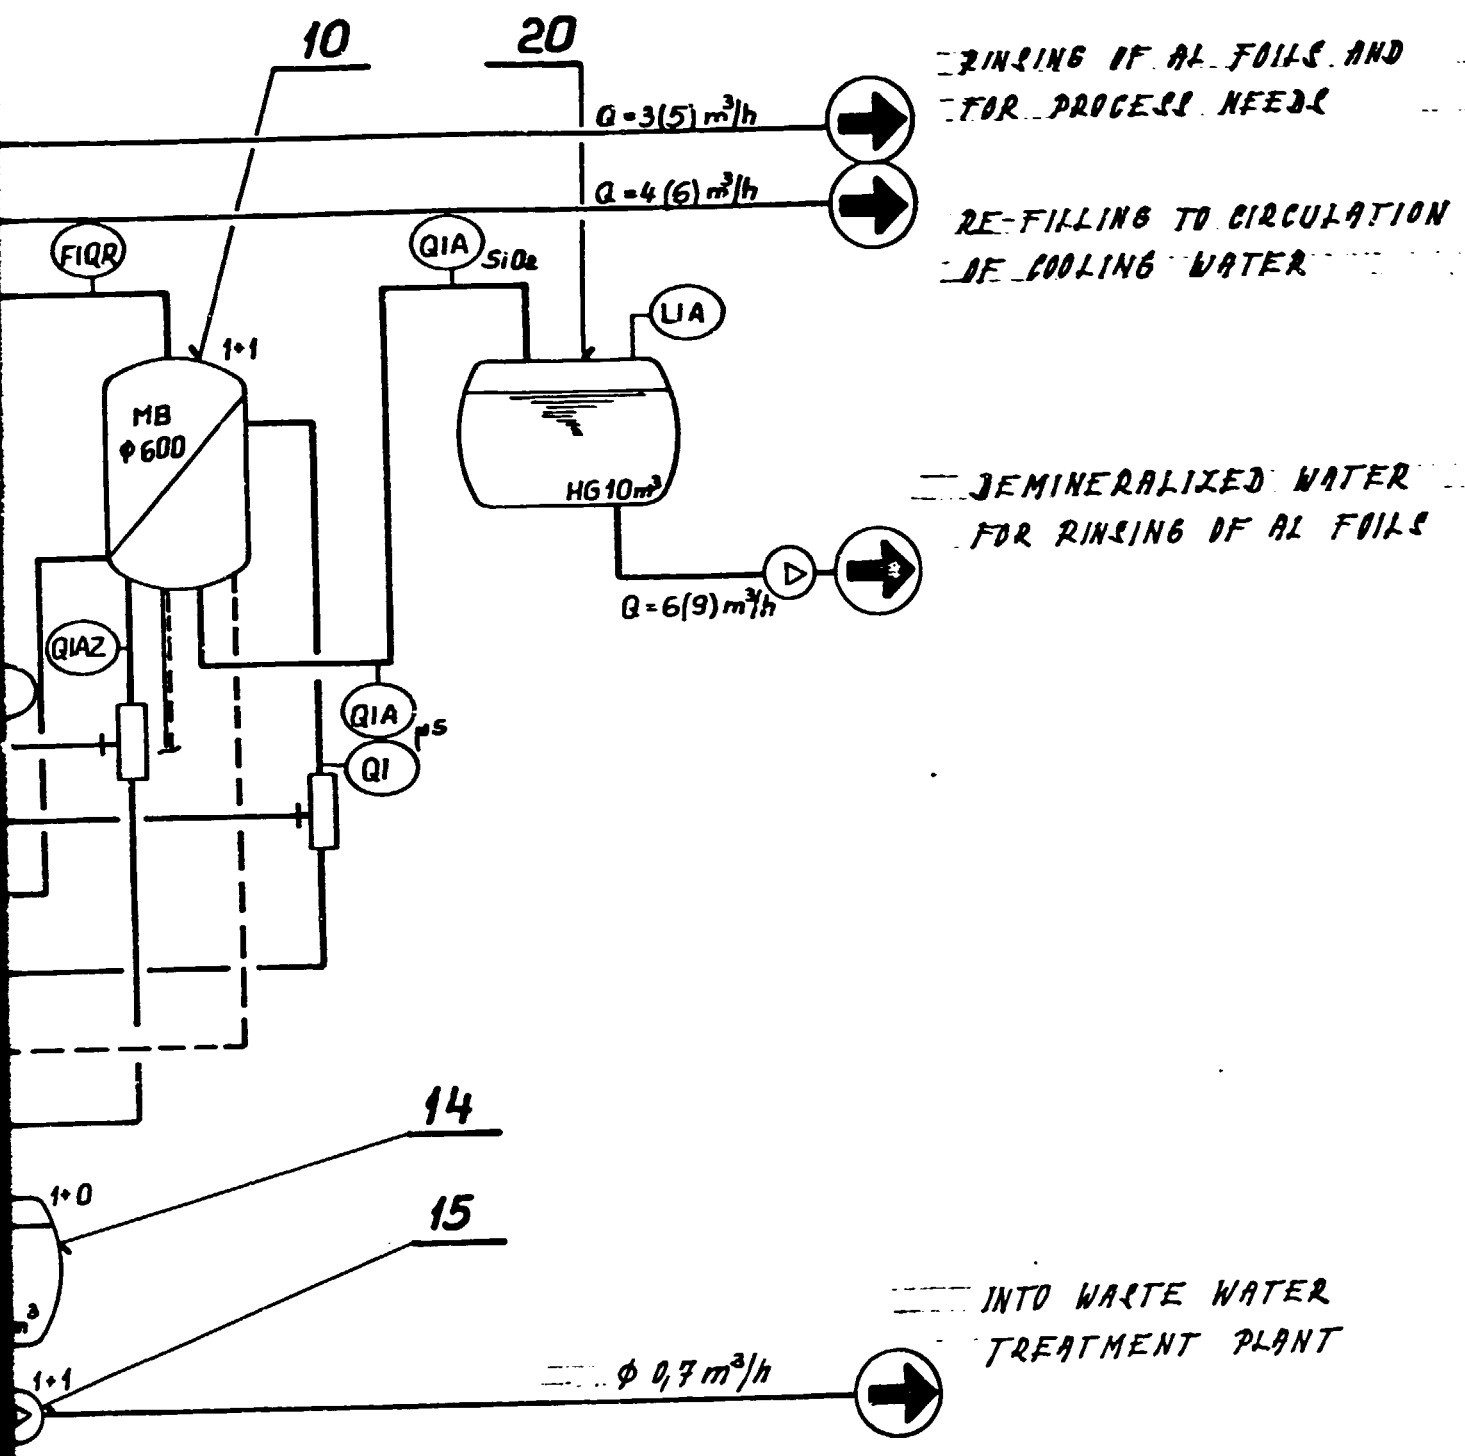 10
20
RINSING OF AL FOILS AND
FOR PROCESS NEEDS
Q=3(5) m³/h
Q=4(6) m³/h
RE-FILLING TO CIRCULATION
OF COOLING WATER
FIQR
QIA SiO2
LIA
1+1
MB
ϕ600
HG 10m³
DEMINERALIZED WATER
FOR RINSING OF AL FOILS
Q=6(9) m³/h
QIAZ
QIA
μS
QI
14
1+0
15
m³
INTO WASTE WATER
TREATMENT PLANT
1+1
ϕ 0,7 m³/h